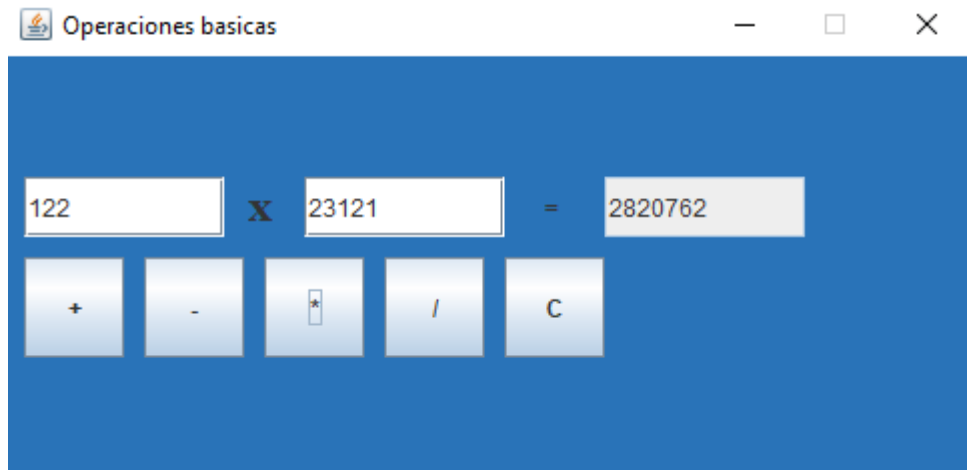 Operaciones basicas
122 x 23121 = 2820762
+ - * / C